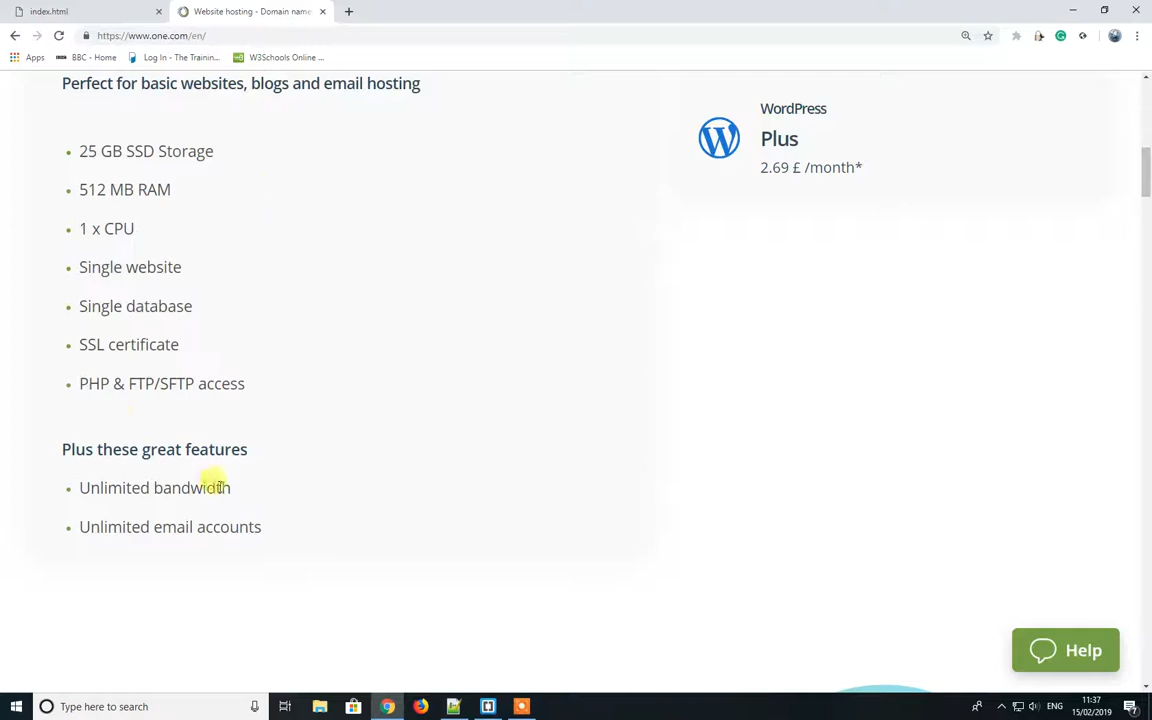 index.html
Website hosting - Domain name
https://www.one.com/en/
Apps
BBC - Home
Log In - The Trainin...
W3Schools Online ...
Perfect for basic websites, blogs and email hosting
25 GB SSD Storage
512 MB RAM
1 x CPU
Single website
Single database
SSL certificate
PHP & FTP/SFTP access
Plus these great features
Unlimited bandwidth
Unlimited email accounts
WordPress
Plus
2.69 £ /month*
Help
Type here to search
ENG
11:37
15/02/2019
7